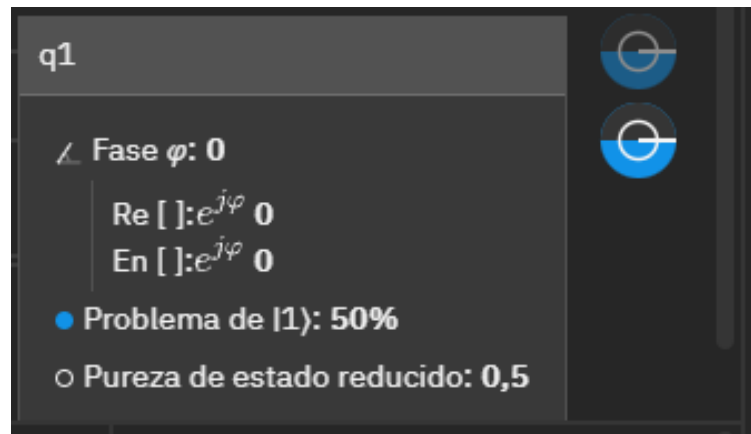 q1
Fase φ: 0
Re [ ]:e^{jφ} 0
En [ ]:e^{jφ} 0
Problema de |1⟩: 50%
Pureza de estado reducido: 0,5